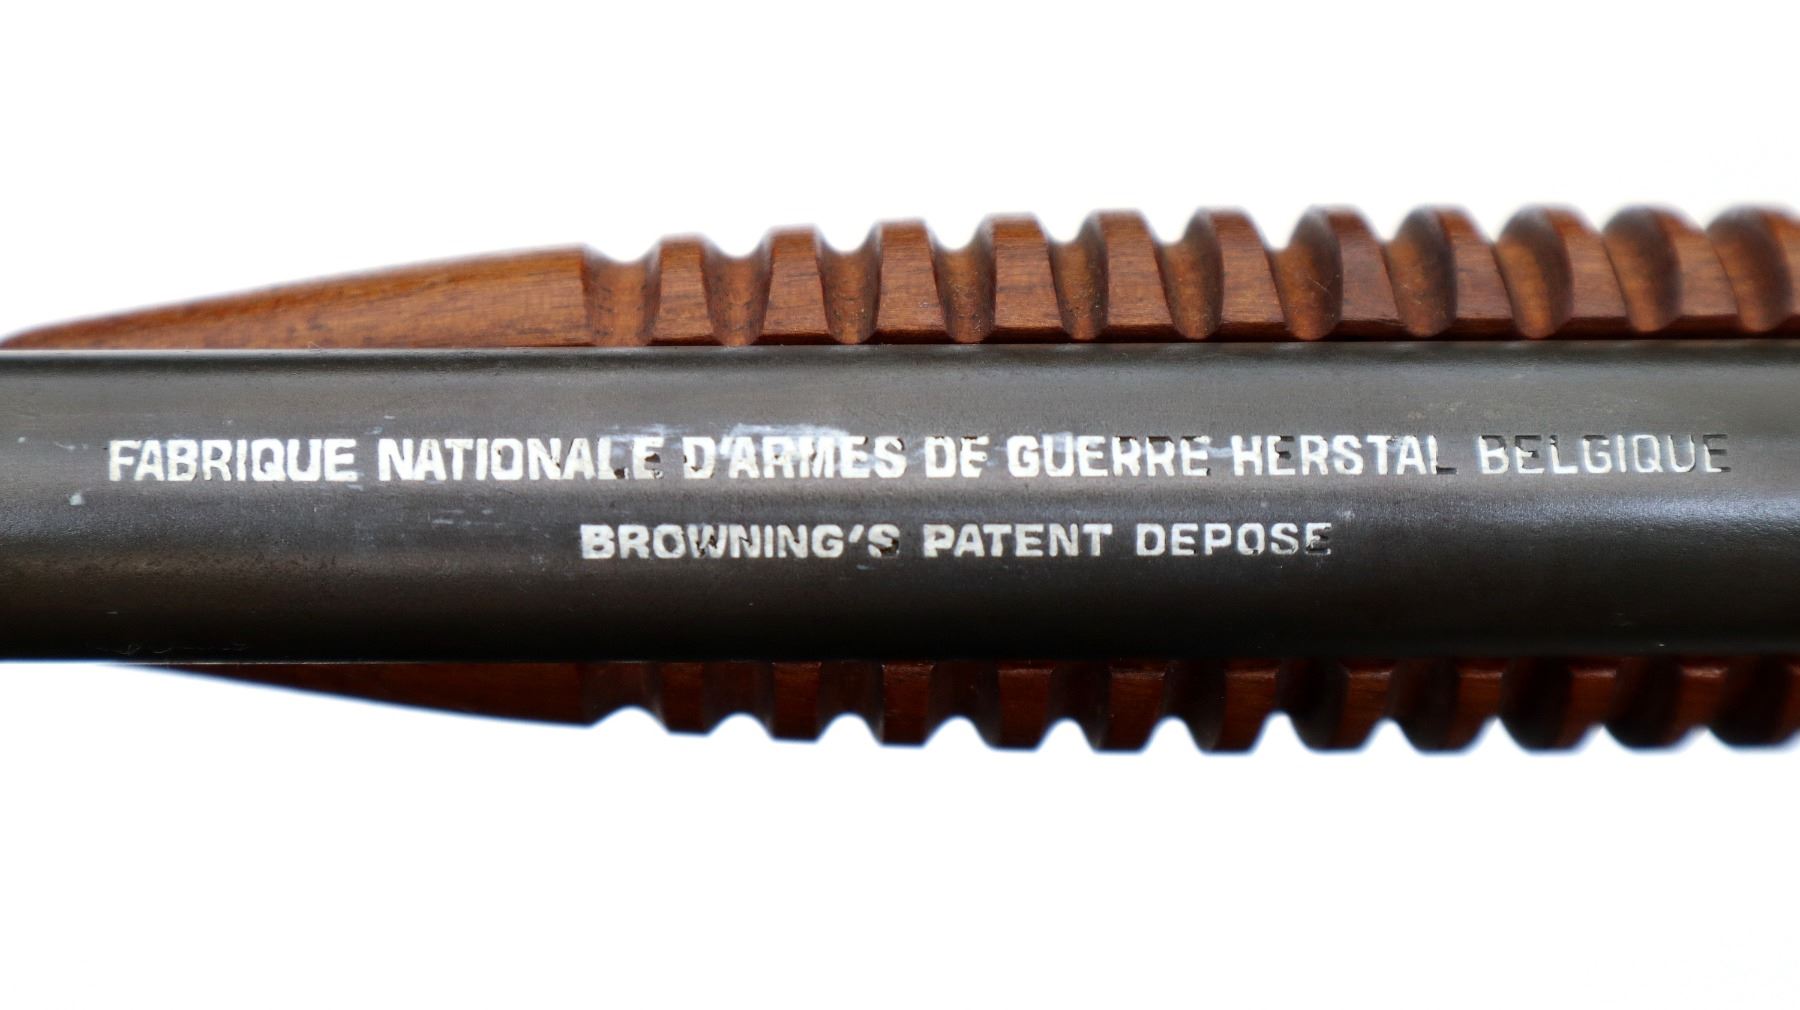 FABRIQUE NATIONALE D'ARMES DE GUERRE HERSTAL BELGIQUE
BROWNING'S PATENT DEPOSE